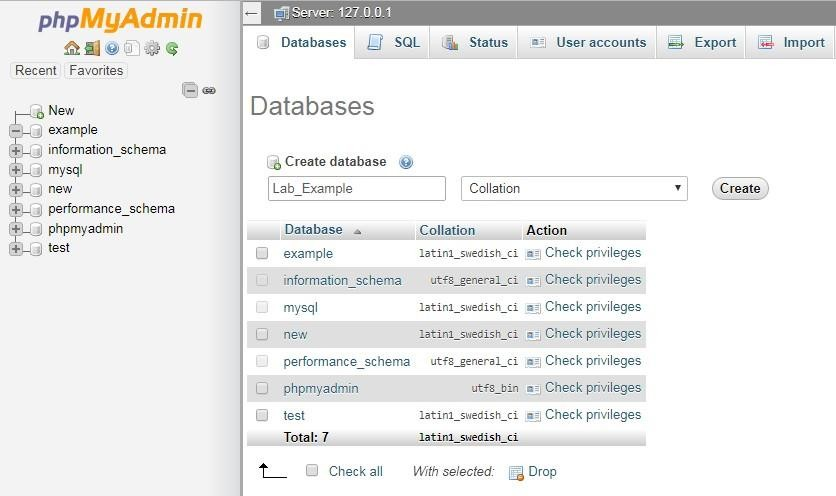 phpMyAdmin
Recent Favorites
New
example
information_schema
mysql
new
performance_schema
phpmyadmin
test
Server: 127.0.0.1
Databases SQL Status User accounts Export Import
Databases
Create database
Lab_Example Collation Create
Database Collation Action
example latin1_swedish_ci Check privileges
information_schema utf8_general_ci Check privileges
mysql latin1_swedish_ci Check privileges
new latin1_swedish_ci Check privileges
performance_schema utf8_general_ci Check privileges
phpmyadmin utf8_bin Check privileges
test latin1_swedish_ci Check privileges
Total: 7 latin1_swedish_ci
Check all With selected: Drop